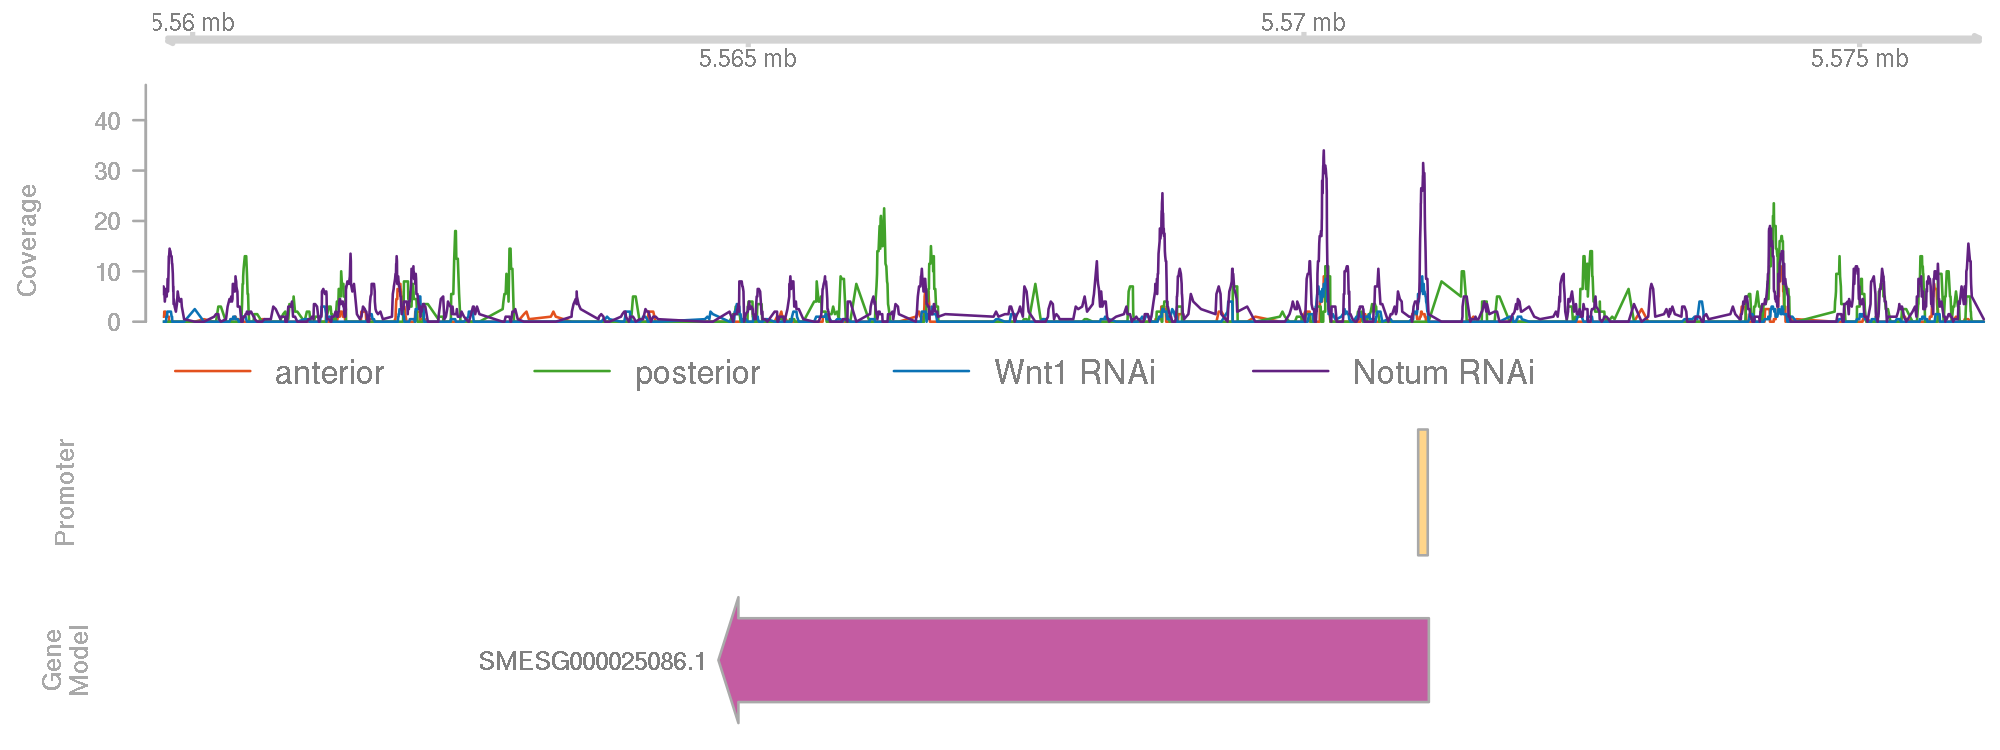 5.56 mb
5.57 mb
5.565 mb
5.575 mb
Coverage
40
30
20
10
0
anterior
posterior
Wnt1 RNAi
Notum RNAi
Promoter
Gene
Model
SMESG000025086.1